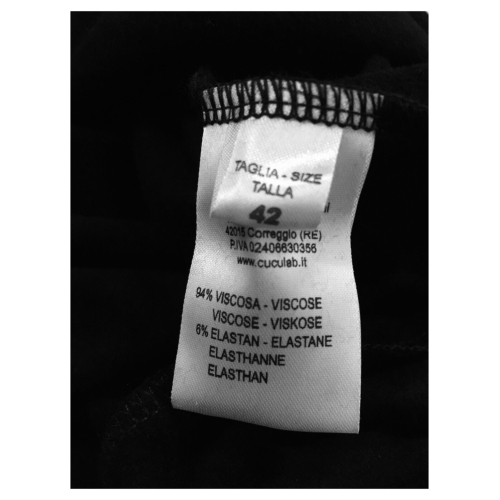 TAGLIA - SIZE
TALLA
42
42015 Correggio (RE)
P.IVA 02406630356
www.cuculab.it
94% VISCOSA - VISCOSE
VISCOSE - VISKOSE
6% ELASTAN - ELASTANE
ELASTHANNE
ELASTHAN